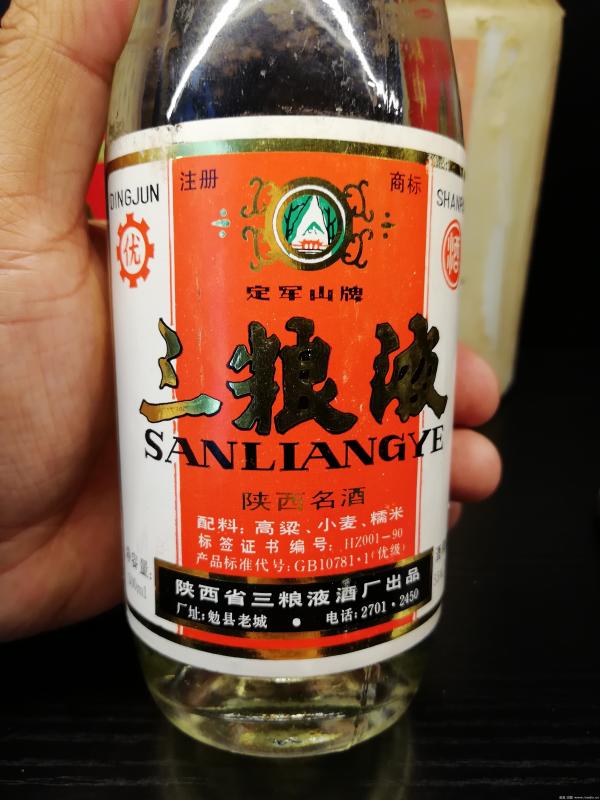 注册 商标
DINGJUN
优
酒
定军山牌
三粮液
SANLIANGYE
陕西名酒
配料：高粱、小麦、糯米
标签证书编号：HZ001-90
产品标准代号：GB10781·1(优级)
陕西省三粮液酒厂出品
厂址：勉县老城 • 电话：2701·2450